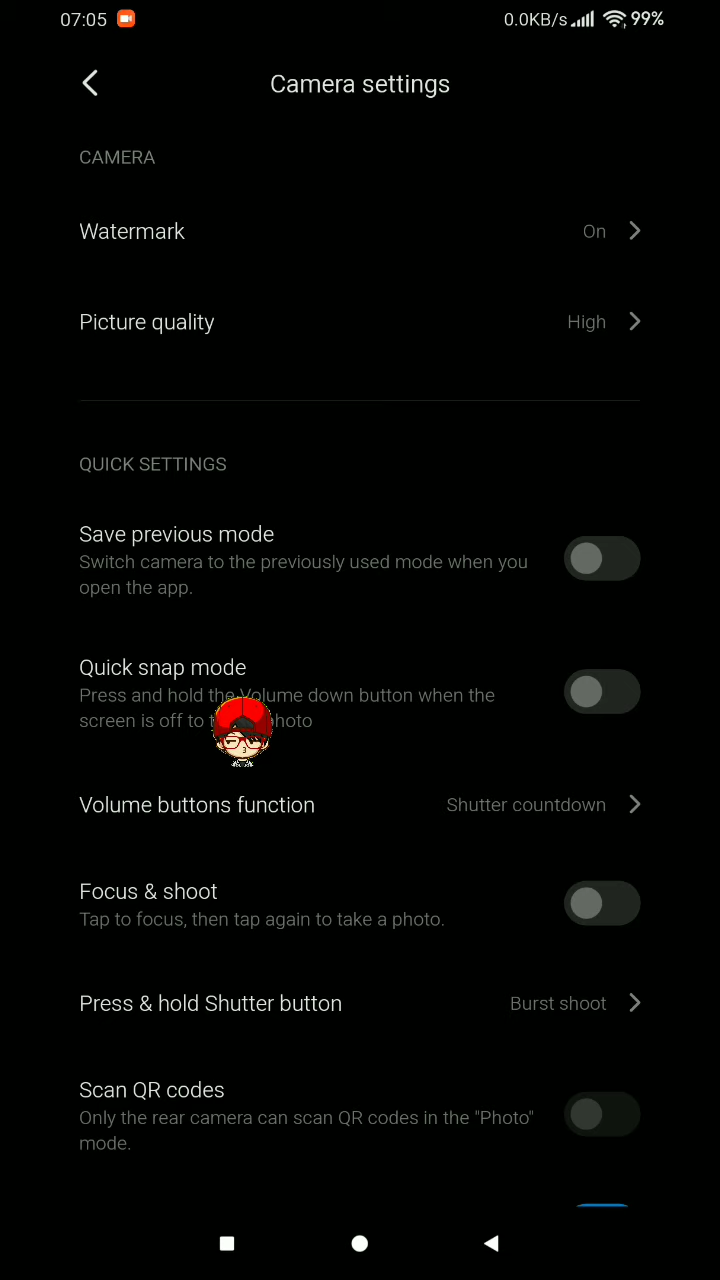 07:05
0.0KB/s
99%
Camera settings
CAMERA
Watermark
On
Picture quality
High
QUICK SETTINGS
Save previous mode
Switch camera to the previously used mode when you
open the app.
Quick snap mode
Press and hold the Volume down button when the
screen is off to photo
Volume buttons function
Shutter countdown
Focus & shoot
Tap to focus, then tap again to take a photo.
Press & hold Shutter button
Burst shoot
Scan QR codes
Only the rear camera can scan QR codes in the "Photo"
mode.